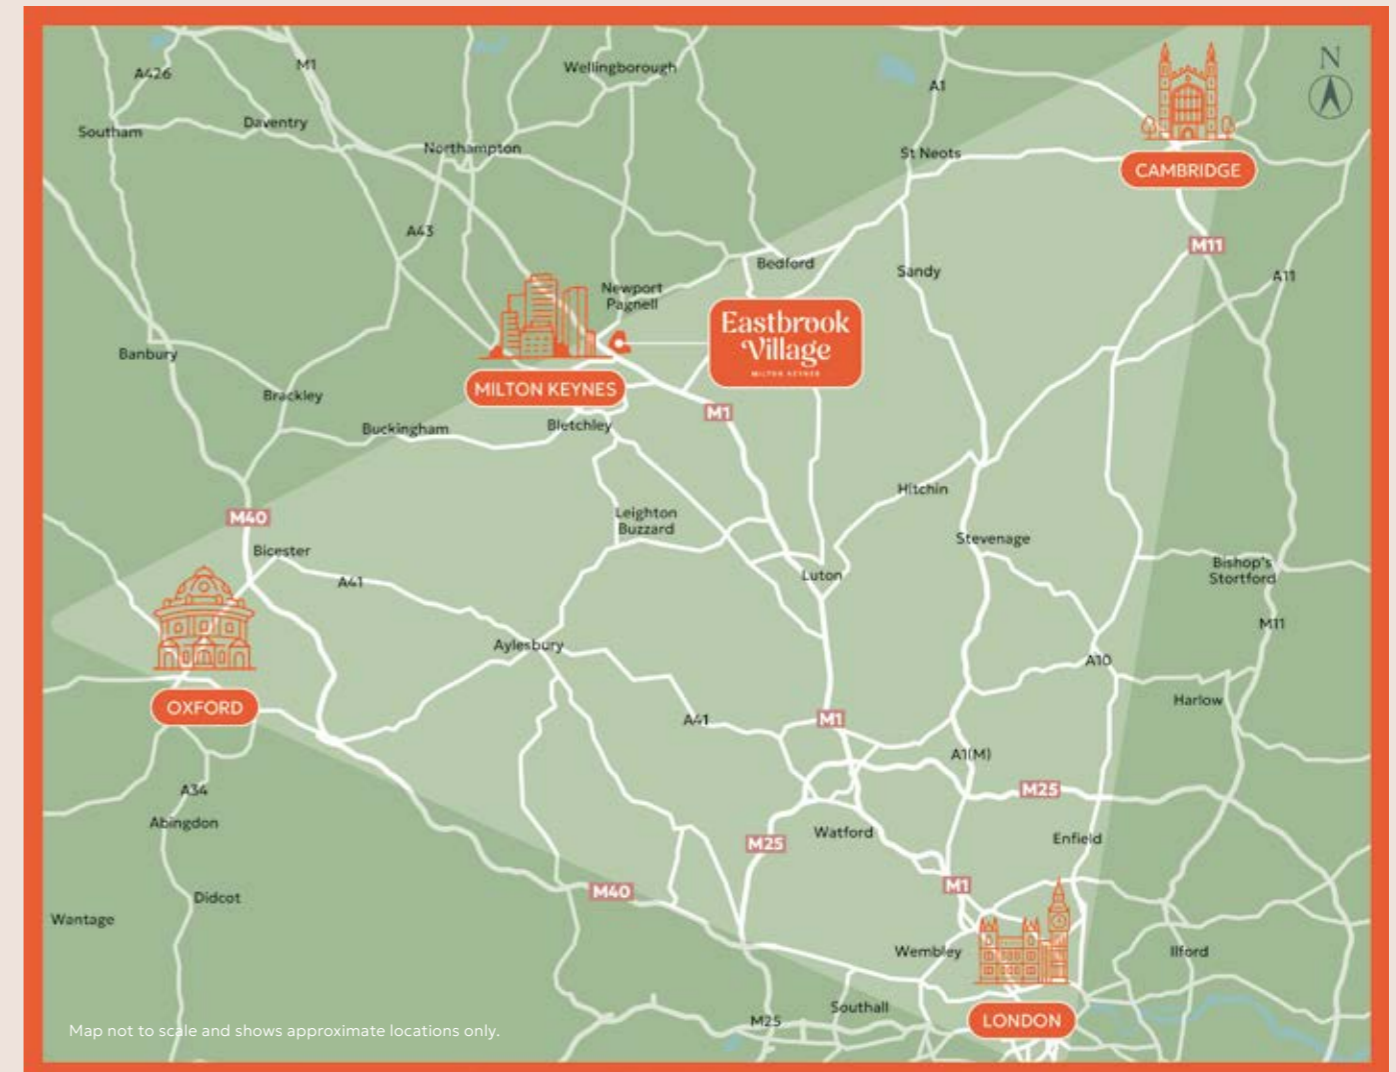 N
A426
M1
Wellingborough
A1
Southam
Daventry
Northampton
St Neots
CAMBRIDGE
A43
M11
Bedford
Sandy
A11
Newport
Pagnell
Eastbrook
Village
MILTON KEYNES
Banbury
MILTON KEYNES
Brackley
M1
Buckingham
Bletchley
Hitchin
M40
Leighton
Buzzard
Stevenage
Bicester
A41
Luton
Bishop's
Stortford
M11
Aylesbury
A10
OXFORD
Harlow
A41
M1
A1(M)
A34
M25
Abingdon
Watford
Enfield
M25
M40
M1
Didcot
Wantage
Wembley
Ilford
Southall
M25
LONDON
Map not to scale and shows approximate locations only.